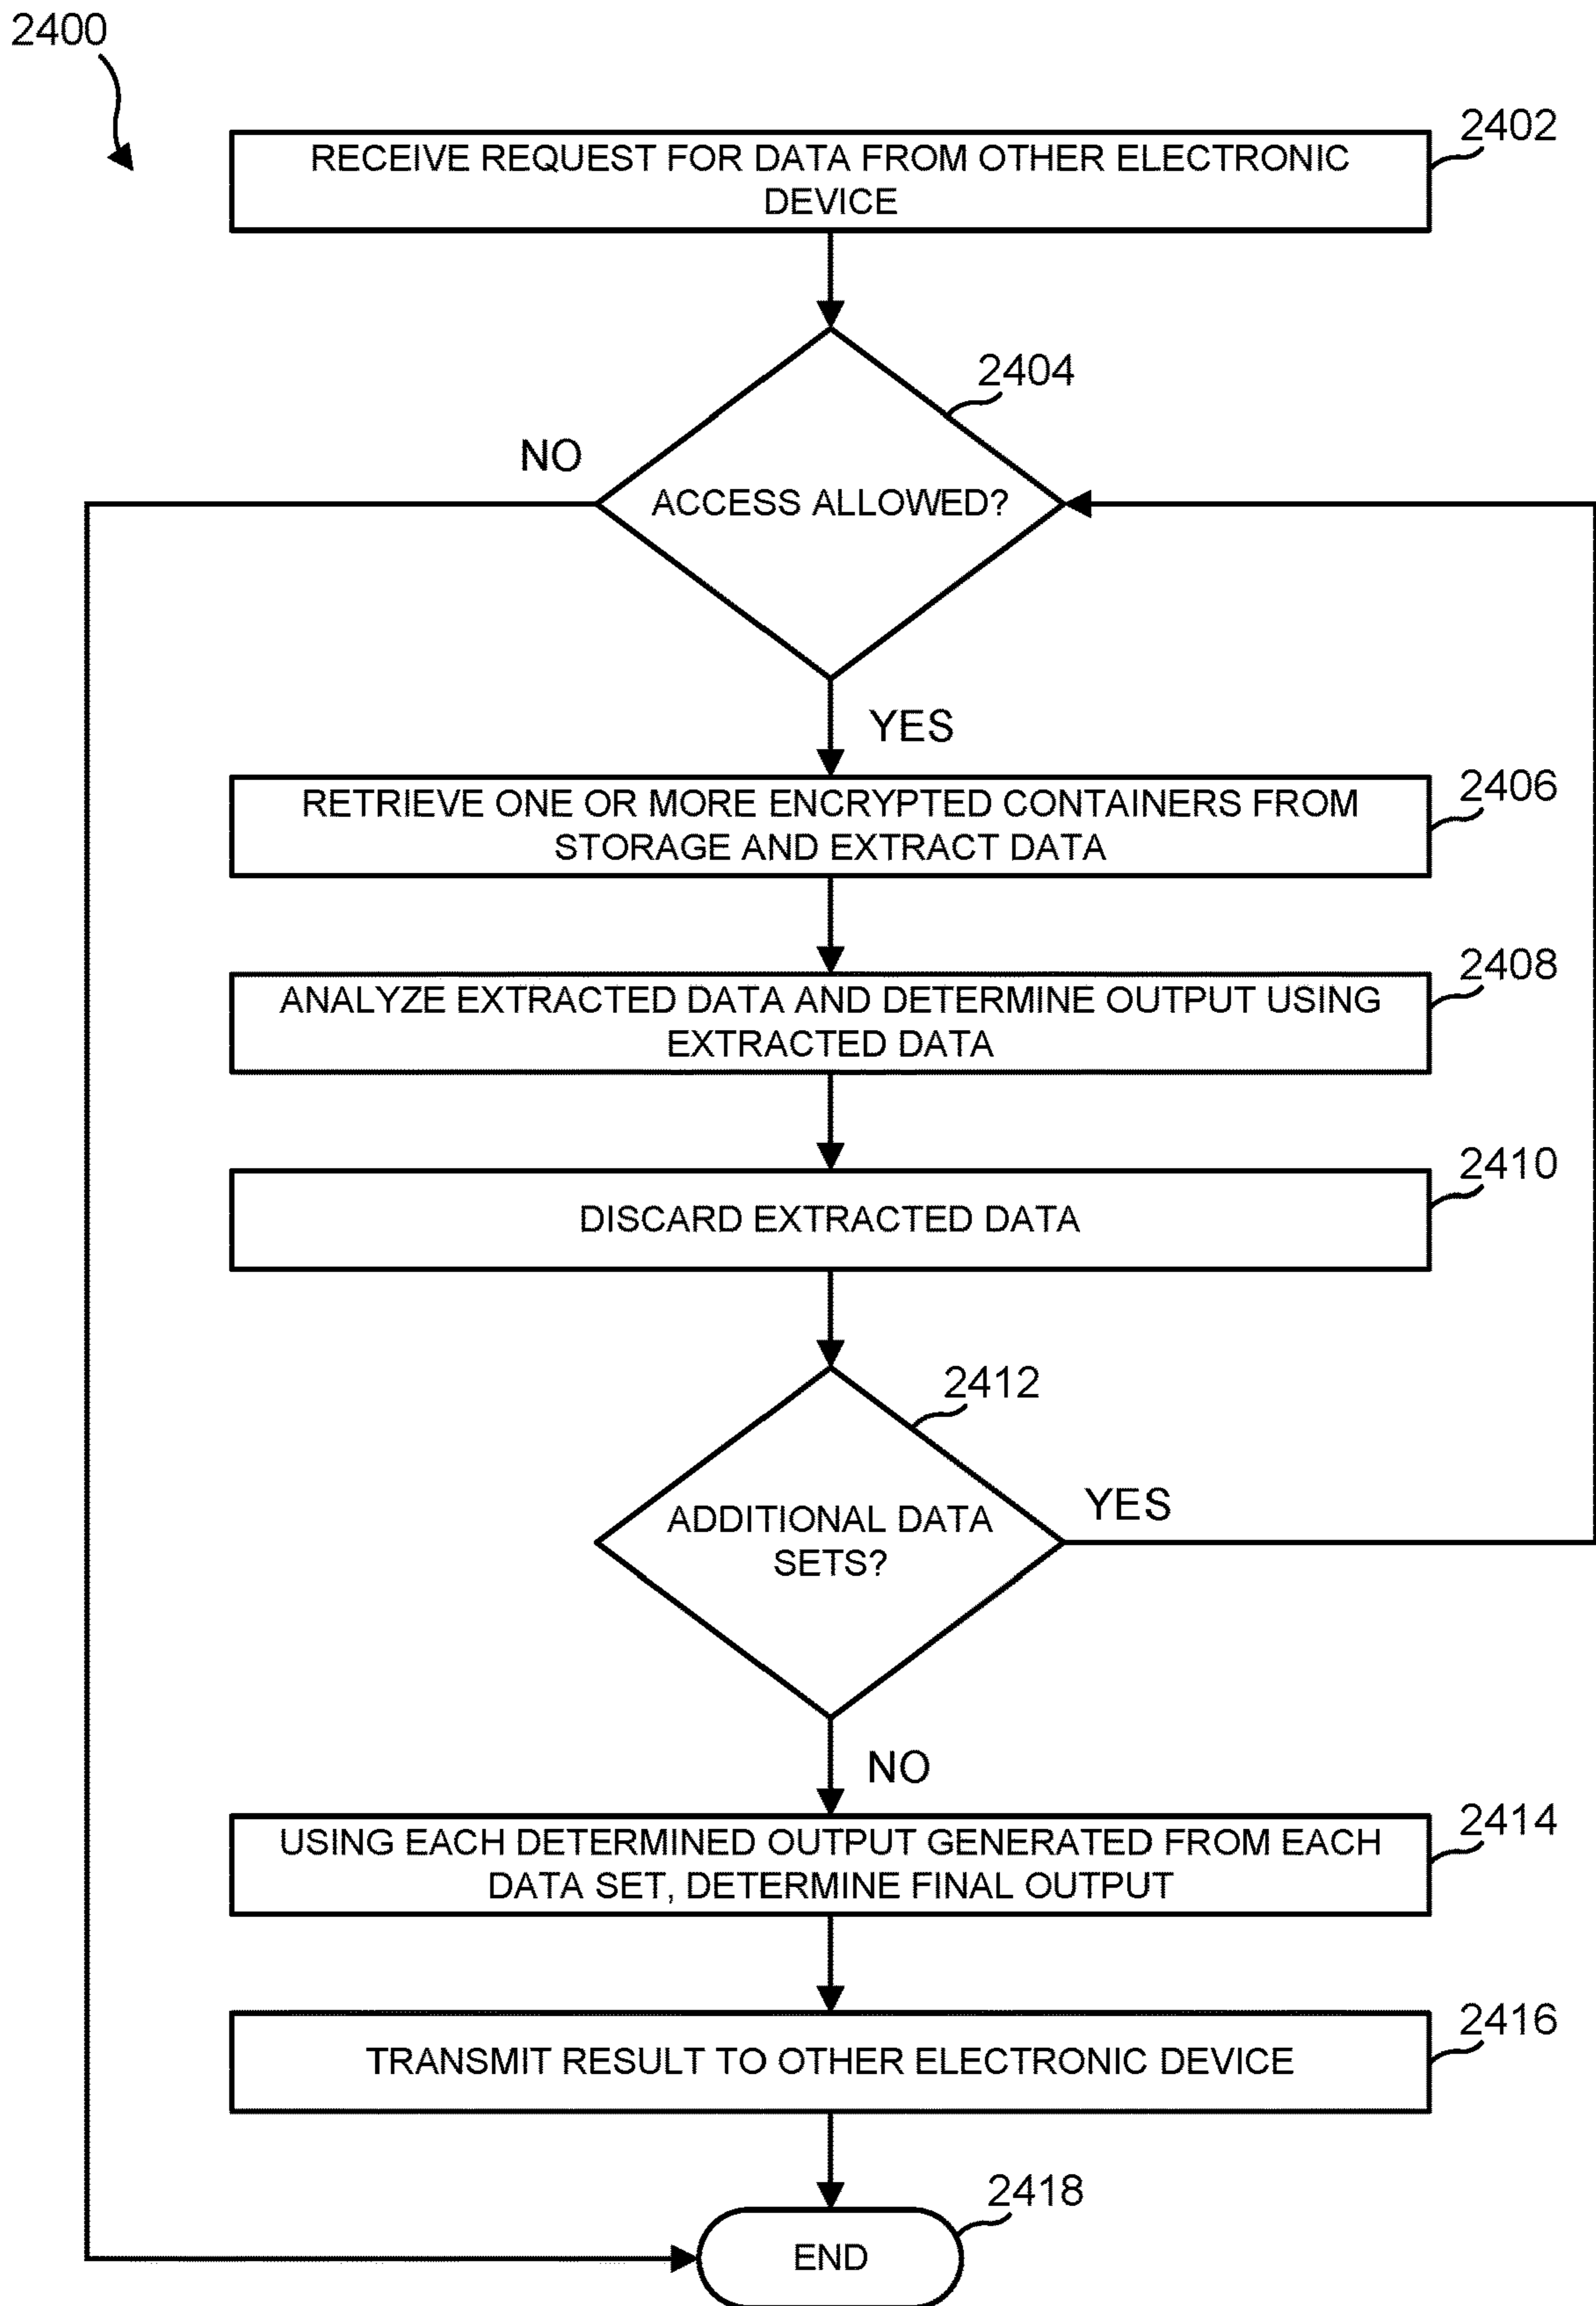 2400
2402
RECEIVE REQUEST FOR DATA FROM OTHER ELECTRONIC
DEVICE
2404
NO
ACCESS ALLOWED?
YES
2406
RETRIEVE ONE OR MORE ENCRYPTED CONTAINERS FROM
STORAGE AND EXTRACT DATA
2408
ANALYZE EXTRACTED DATA AND DETERMINE OUTPUT USING
EXTRACTED DATA
2410
DISCARD EXTRACTED DATA
2412
ADDITIONAL DATA
SETS?
YES
NO
2414
USING EACH DETERMINED OUTPUT GENERATED FROM EACH
DATA SET, DETERMINE FINAL OUTPUT
2416
TRANSMIT RESULT TO OTHER ELECTRONIC DEVICE
2418
END